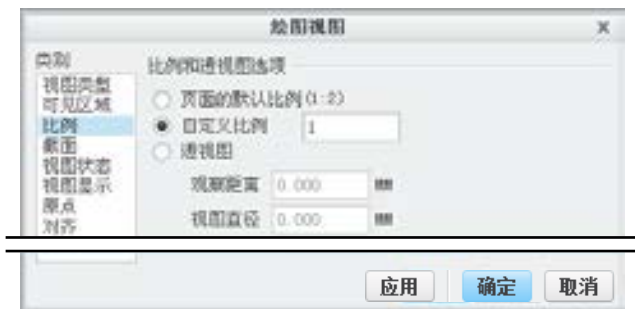 绘图视图
类别
视图类型
可见区域
比例
截面
视图状态
视图显示
原点
对齐
比例和透视图选项
页面的默认比例(1:2)
自定义比例 1
透视图
观察距离 0.000 mm
视图直径 0.000 mm
应用 确定 取消